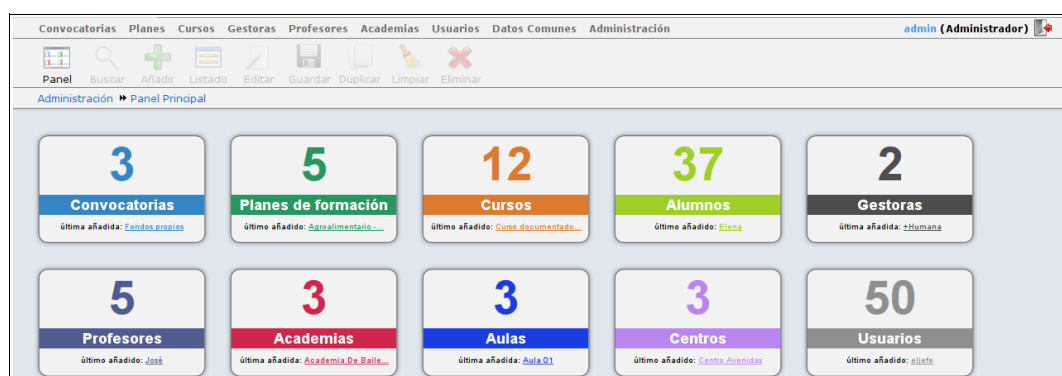 Convocatorias Planes Cursos Gestoras Profesores Academias Usuarios Datos Comunes Administración admin (Administrador)
Panel Buscar Añadir Listado Editar Guardar Duplicar Limpiar Eliminar
Administración Panel Principal
3 5 12 37 2
Convocatorias Planes de formación Cursos Alumnos Gestoras
última añadida: Fondos propios último añadido: Agroalimentario -... último añadido: Curso documentado... último añadido: Elena última añadida: +Humana
5 3 3 3 50
Profesores Academias Aulas Centros Usuarios
último añadido: José última añadida: Academia De Baile... última añadida: Aula 01 último añadido: Centro Avenidas último añadido: eljefe